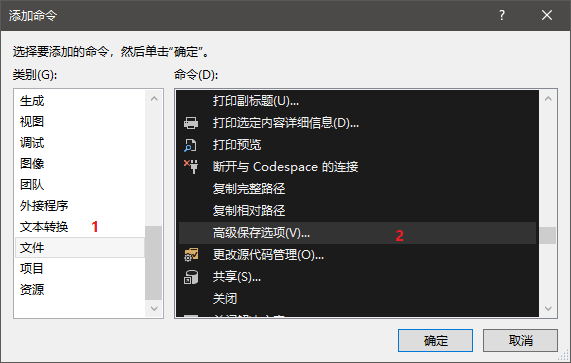 添加命令
选择要添加的命令，然后单击“确定”。
类别(G):
命令(D):
生成
视图
调试
图像
团队
外接程序
文本转换
1
文件
项目
资源
打印副标题(U)...
打印选定内容详细信息(D)...
打印预览
断开与 Codespace 的连接
复制完整路径
复制相对路径
高级保存选项(V)...
2
更改源代码管理(O)...
共享(S)...
关闭
确定
取消